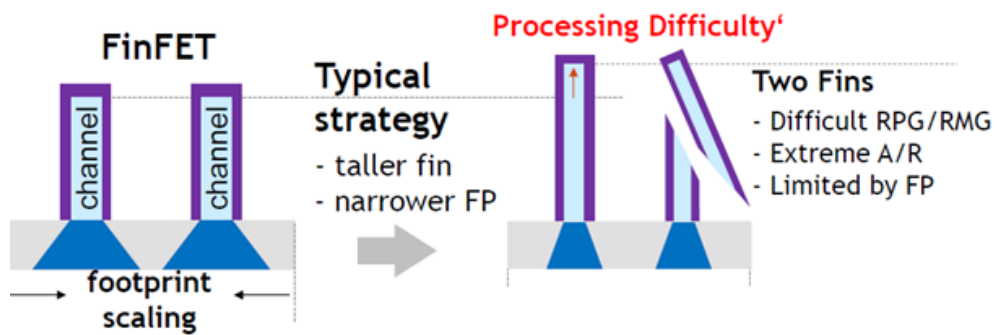 FinFET
channel
channel
footprint
scaling
Typical
strategy
- taller fin
- narrower FP
Processing Difficulty‘
Two Fins
- Difficult RPG/RMG
- Extreme A/R
- Limited by FP